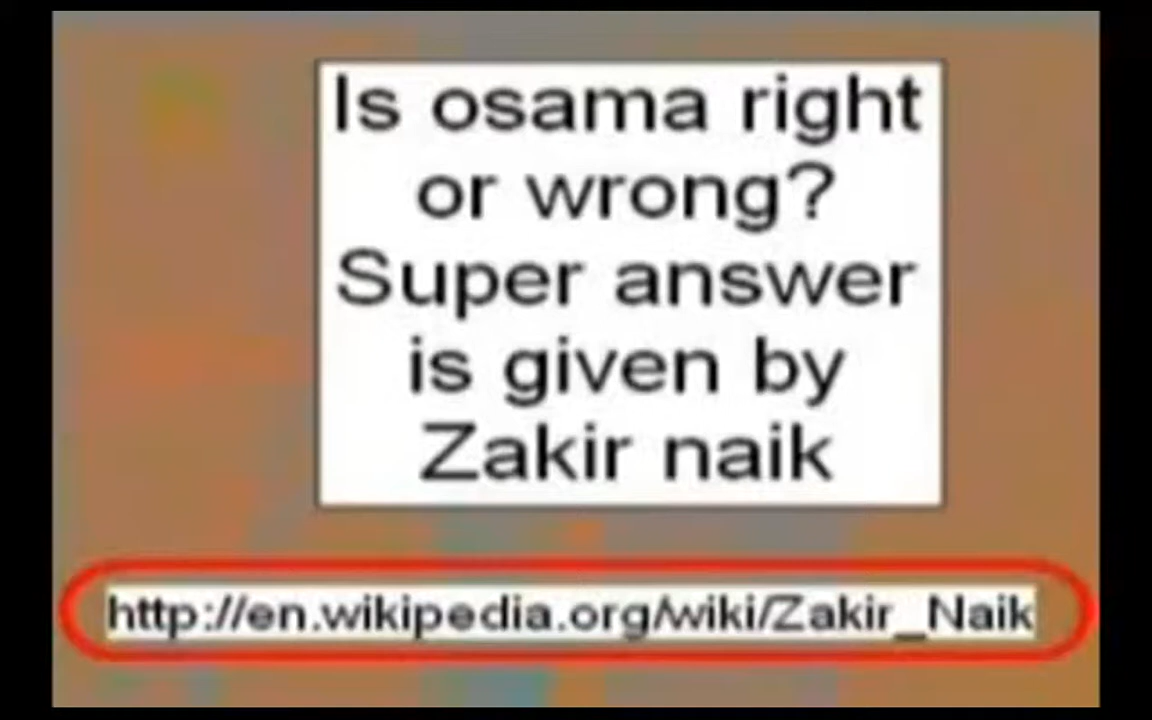 Is osama right
or wrong?
Super answer
is given by
Zakir naik
http://en.wikipedia.org/wiki/Zakir_Naik